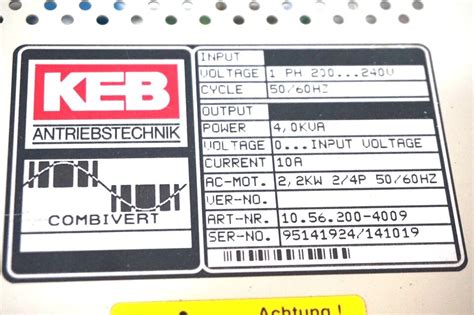 KEB
ANTRIEBSTECHNIK
COMBIVERT
INPUT
VOLTAGE 1 PH 200...240V
CYCLE 50/60HZ
OUTPUT
POWER 4,0KVA
VOLTAGE 0...INPUT VOLTAGE
CURRENT 10A
AC-MOT. 2,2KW 2/4P 50/60HZ
VER-NO.
ART-NR. 10.56.200-4009
SER-NO. 95141924/141019
Achtung !